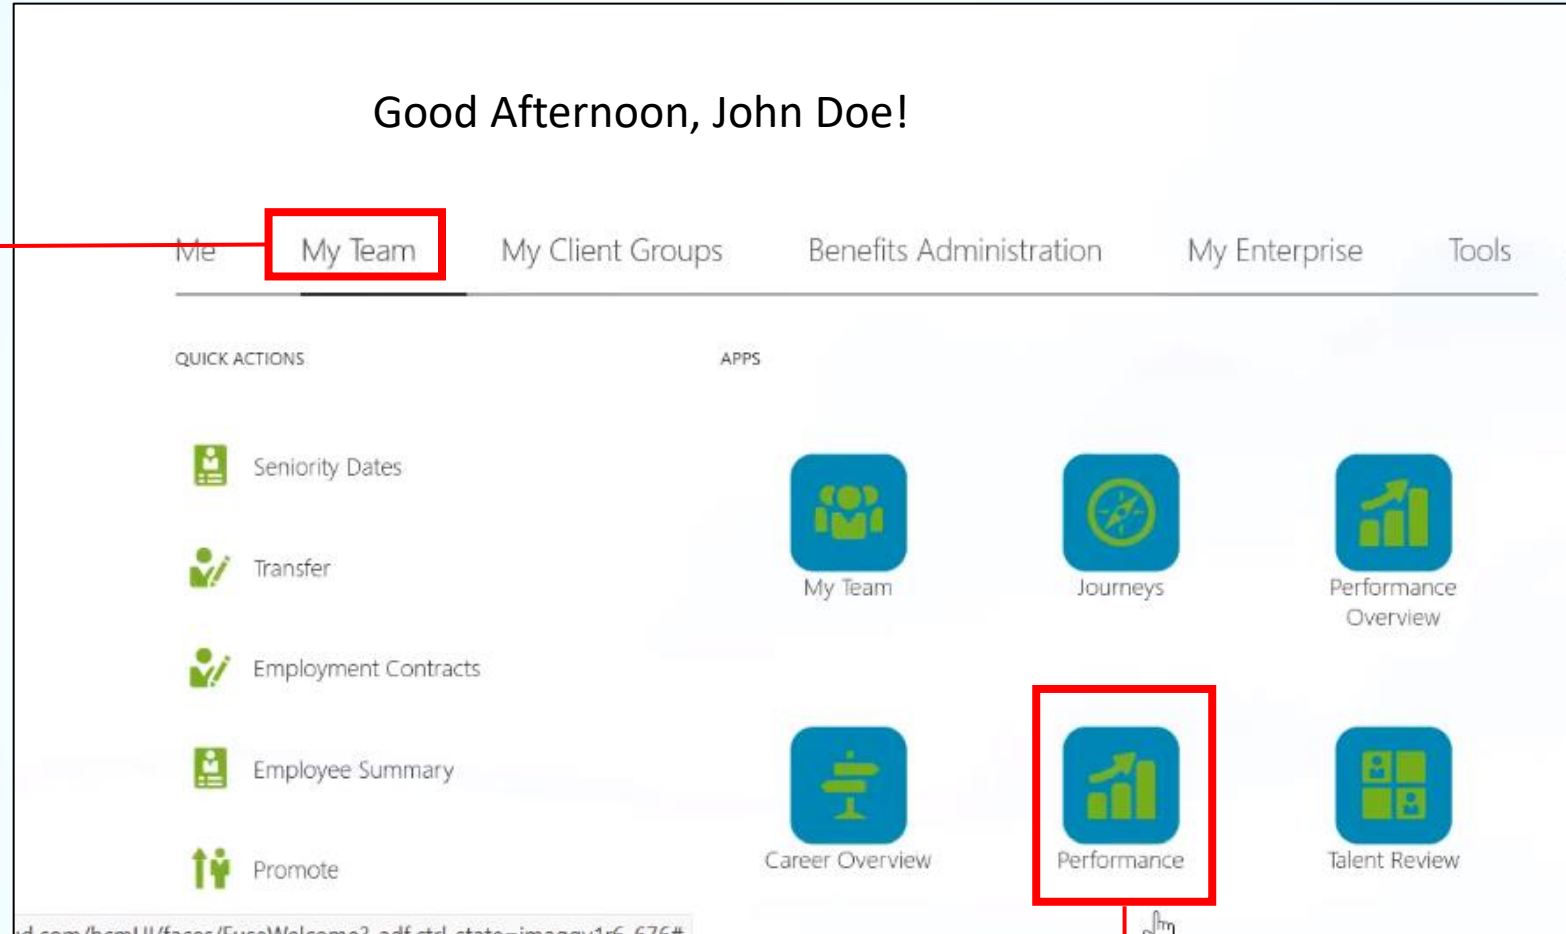 Good Afternoon, John Doe!
Me My Team My Client Groups Benefits Administration My Enterprise Tools
QUICK ACTIONS
APPS
Seniority Dates
Transfer
Employment Contracts
Employee Summary
Promote
My Team
Journeys
Performance
Overview
Career Overview
Performance
Talent Review